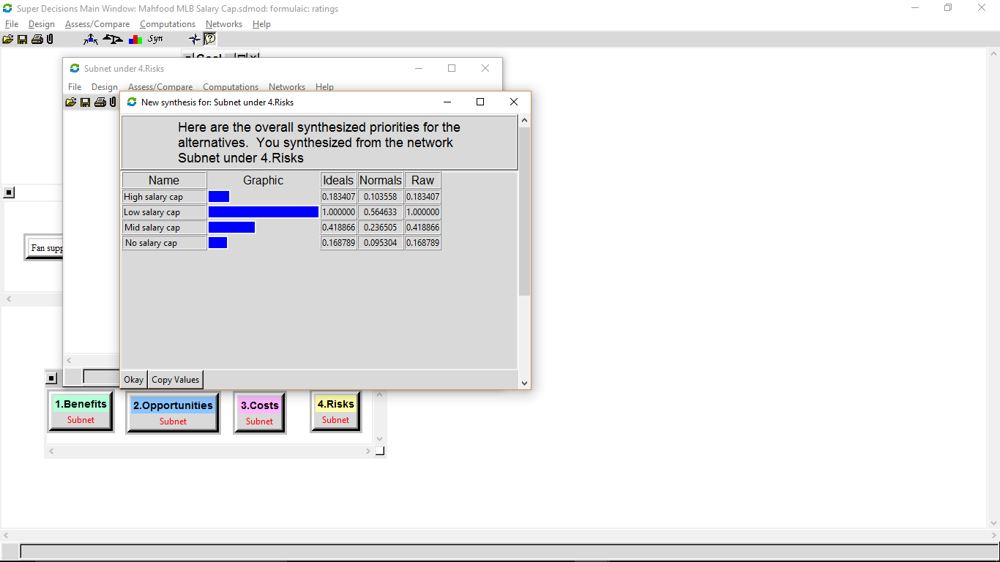 Super Decisions Main Window: Mahfood MLB Salary Cap.sdmod: formulaic: ratings
File Design Assess/Compare Computations Networks Help
Syn
Subnet under 4.Risks
File Design Assess/Compare Computations Networks Help
New synthesis for: Subnet under 4.Risks
Here are the overall synthesized priorities for the
alternatives. You synthesized from the network
Subnet under 4.Risks
Name Graphic Ideals Normals Raw
High salary cap 0.183407 0.103558 0.183407
Low salary cap 1.000000 0.564633 1.000000
Mid salary cap 0.418866 0.236505 0.418866
No salary cap 0.168789 0.095304 0.168789
Fan supp
Okay Copy Values
1.Benefits 2.Opportunities 3.Costs 4.Risks
Subnet Subnet Subnet Subnet